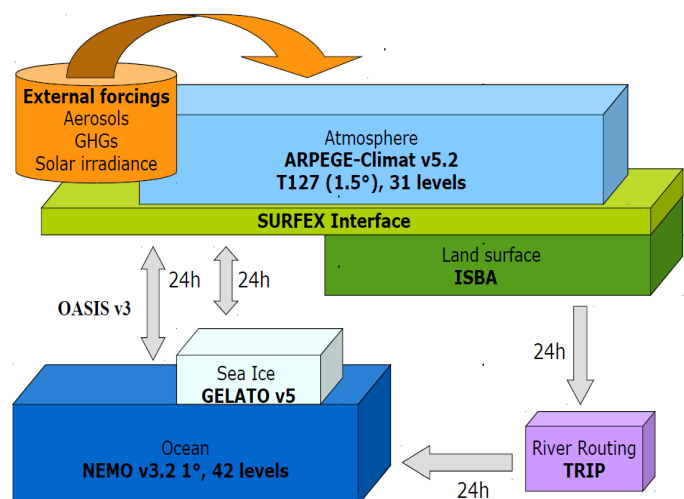 External forcings
Aerosols
GHGs
Solar irradiance
Atmosphere
ARPEGE-Climat v5.2
T127 (1.5°), 31 levels
SURFEX Interface
Land surface
ISBA
24h
24h
OASIS v3
24h
Sea Ice
GELATO v5
Ocean
NEMO v3.2 1°, 42 levels
River Routing
TRIP
24h